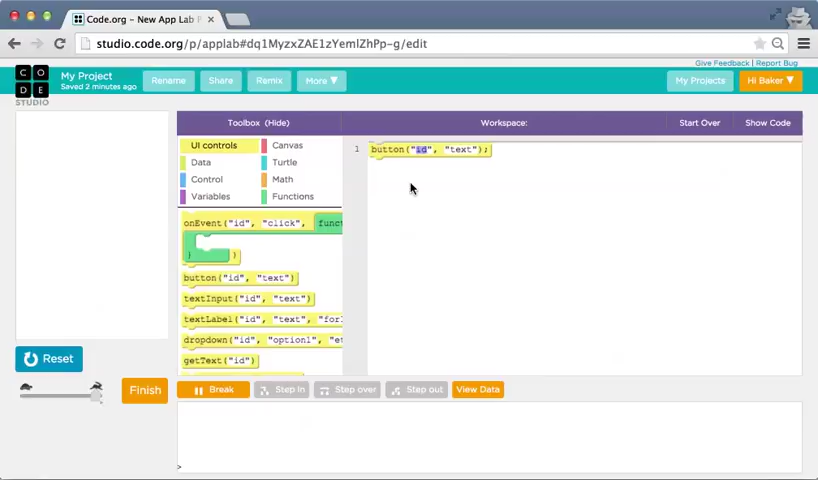 Code.org - New App Lab P
studio.code.org/p/applab#dq1MyzxZAE1zYemlZhPp-g/edit
Give Feedback | Report Bug
C O
D E
STUDIO
My Project
Saved 2 minutes ago
Rename
Share
Remix
More ▼
My Projects
Hi Baker ▼
Toolbox (Hide)
Workspace:
Start Over
Show Code
UI controls
Canvas
Data
Turtle
Control
Math
Variables
Functions
1 button("id", "text");
onEvent("id", "click", funct
} )
button("id", "text")
textInput("id", "text")
textLabel("id", "text", "forI
dropdown("id", "option1", "et
getText("id")
Reset
Finish
Break
Step in
Step over
Step out
View Data
>